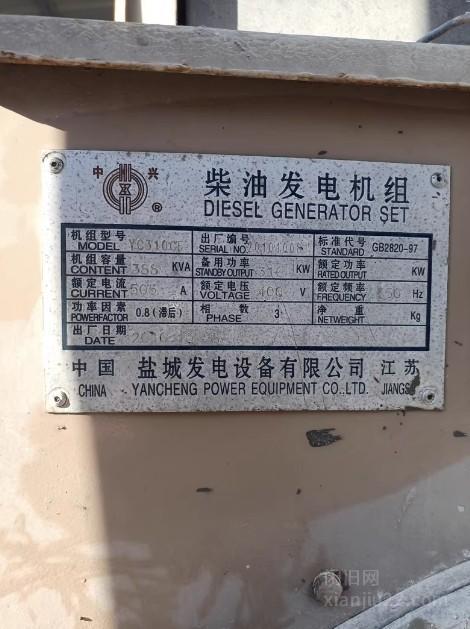 中 兴 ®
柴油发电机组
DIESEL GENERATOR SET
机组型号 出厂编号 标准代号
MODEL SERIAL NO. STANDARD GB2820-97
机组容量 备用功率 额定功率
CONTENT 388 KVA STANDBY OUTPUT KW RATED OUTPUT KW
额定电流 额定电压 额定频率
CURRENT A VOLTAGE 400 V FREQUENCY 50 Hz
功率因素 相 数 净 重
POWERFACTOR 0.8(滞后) PHASE 3 WEIGHT Kg
出厂日期
DATE
中国 盐城发电设备有限公司 江苏
CHINA YANCHENG POWER EQUIPMENT CO.,LTD. JIANGSU
闲旧网